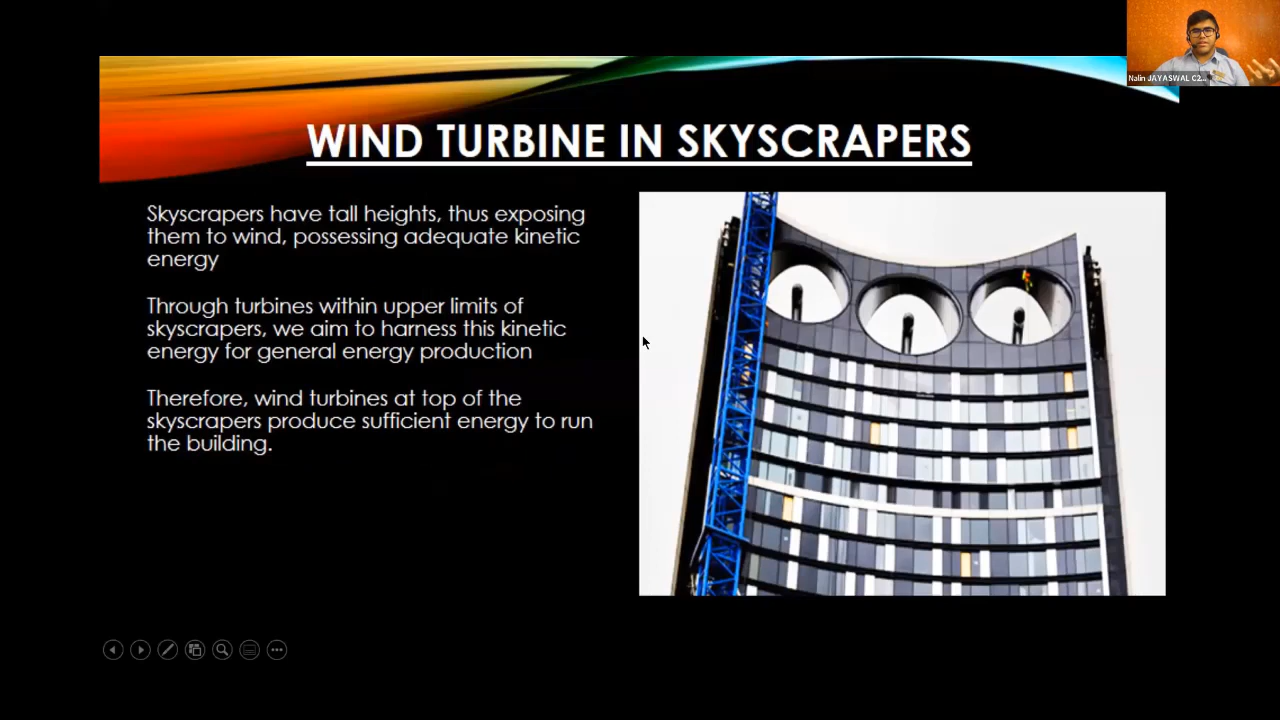 Nalin JAYASWAL C2...
WIND TURBINE IN SKYSCRAPERS
Skyscrapers have tall heights, thus exposing
them to wind, possessing adequate kinetic
energy
Through turbines within upper limits of
skyscrapers, we aim to harness this kinetic
energy for general energy production
Therefore, wind turbines at top of the
skyscrapers produce sufficient energy to run
the building.